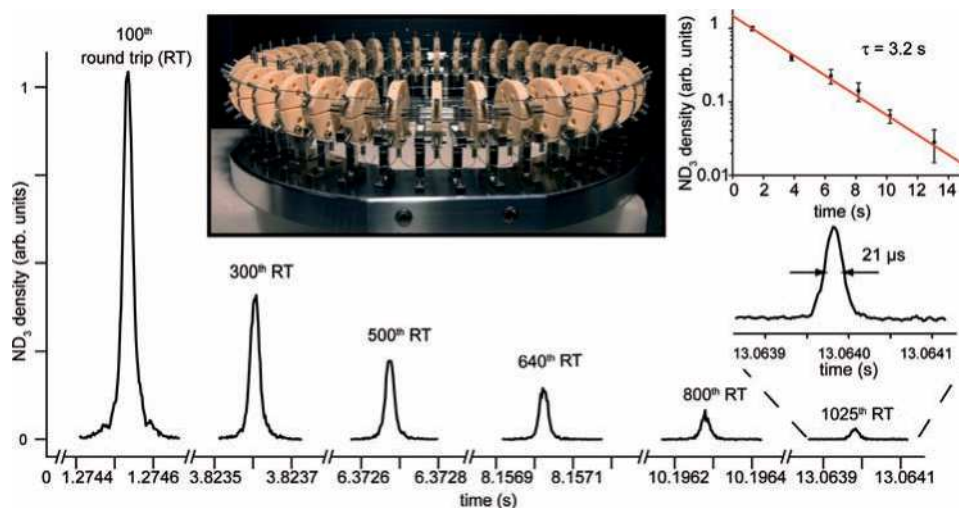 100th
round trip (RT)
1
0
ND3 density (arb. units)
300th RT
500th RT
640th RT
800th RT
1025th RT
0
1.2744
1.2746
3.8235
3.8237
6.3726
6.3728
8.1569
8.1571
10.1962
10.1964
13.0639
13.0641
time (s)
1
0.1
0.01
ND3 density (arb. units)
τ = 3.2 s
0 2 4 6 8 10 12 14
time (s)
21 µs
13.0639 13.0640 13.0641
time (s)